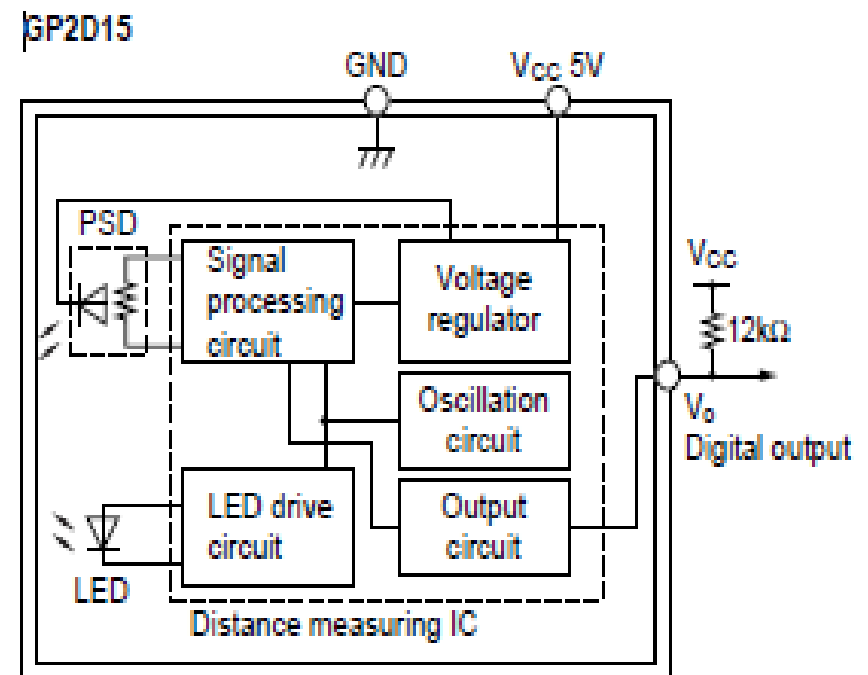 GP2D15
GND
VCC 5V
PSD
Signal
processing
circuit
Voltage
regulator
VCC
12kΩ
Oscillation
circuit
Vo
Digital output
LED drive
circuit
Output
circuit
LED
Distance measuring IC